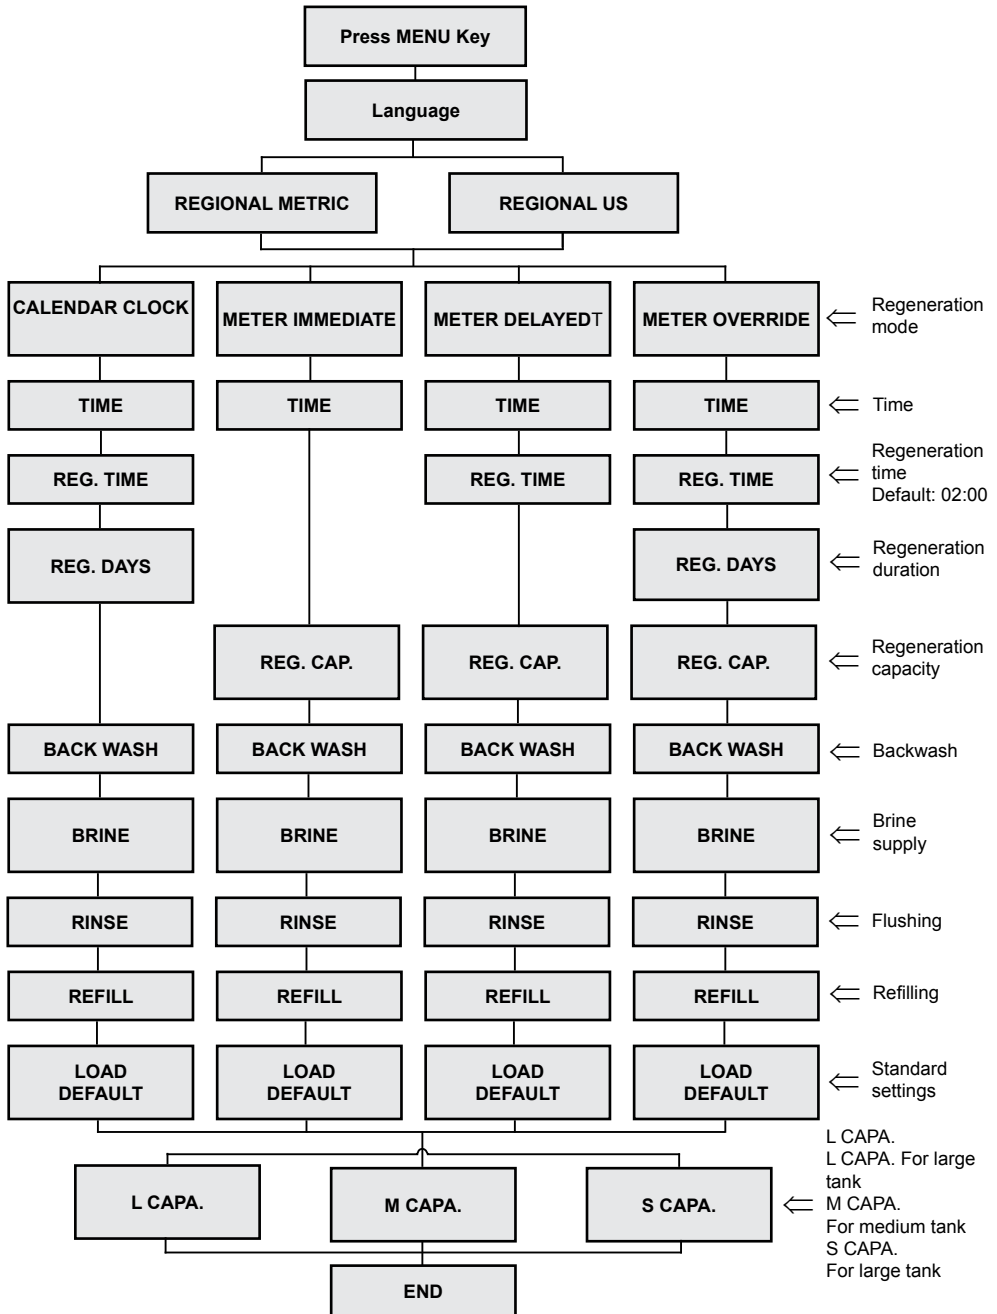 Press MENU Key
Language
REGIONAL METRIC
REGIONAL US
CALENDAR CLOCK
METER IMMEDIATE
METER DELAYEDT
METER OVERRIDE
Regeneration
mode
TIME
TIME
TIME
TIME
Time
REG. TIME
REG. TIME
REG. TIME
Regeneration
time
Default: 02:00
REG. DAYS
REG. DAYS
Regeneration
duration
REG. CAP.
REG. CAP.
REG. CAP.
Regeneration
capacity
BACK WASH
BACK WASH
BACK WASH
BACK WASH
Backwash
BRINE
BRINE
BRINE
BRINE
Brine
supply
RINSE
RINSE
RINSE
RINSE
Flushing
REFILL
REFILL
REFILL
REFILL
Refilling
LOAD
DEFAULT
LOAD
DEFAULT
LOAD
DEFAULT
LOAD
DEFAULT
Standard
settings
L CAPA.
M CAPA.
S CAPA.
L CAPA.
L CAPA. For large
tank
M CAPA.
For medium tank
S CAPA.
For large tank
END